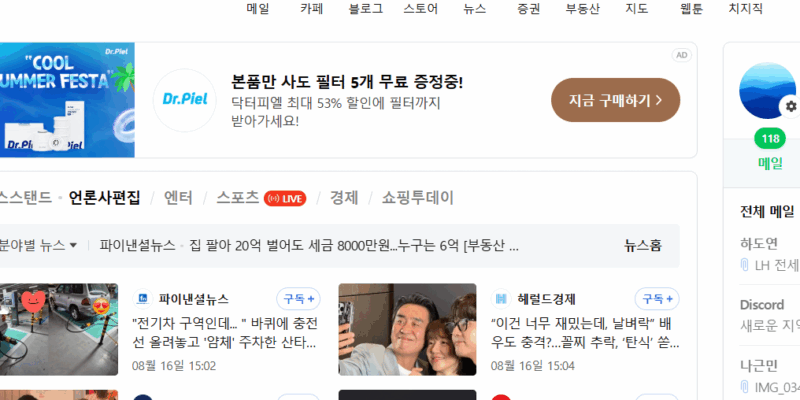 메일 카페 블로그 스토어 뉴스 증권 부동산 지도 웹툰 치지직
Dr.Piel
"COOL
SUMMER FESTA"
Dr.Piel
Dr.Piel
본품만 사도 필터 5개 무료 증정중!
닥터피엘 최대 53% 할인에 필터까지
받아가세요!
지금 구매하기
AD
118
메일
스스탠드 언론사편집 / 엔터 / 스포츠 LIVE / 경제 / 쇼핑투데이
분야별 뉴스 파이낸셜뉴스 집 팔아 20억 벌어도 세금 8000만원...누구는 6억 [부동산 ...
뉴스홈
파이낸셜뉴스
구독 +
"전기차 구역인데... " 바퀴에 충전
선 올려놓고 '얌체' 주차한 산타...
08월 16일 15:02
헤럴드경제
구독 +
“이건 너무 재밌는데, 날벼락” 배
우도 충격?...꼴찌 추락, ‘탄식’ 쏟...
08월 16일 14:06
전체 메일
하도연
LH 전세
Discord
새로운 지역
나근민
IMG_034